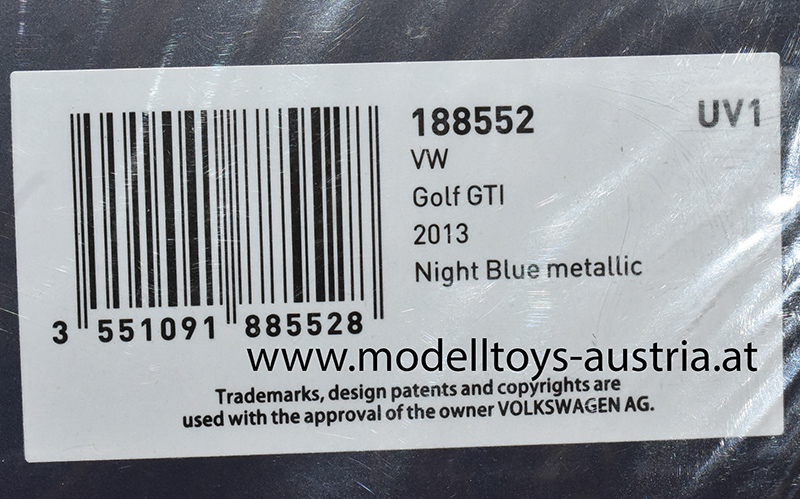 188552
UV1
VW
Golf GTI
2013
Night Blue metallic
3 551091 885528
www.modelltoys-austria.at
Trademarks, design patents and copyrights are
used with the approval of the owner VOLKSWAGEN AG.